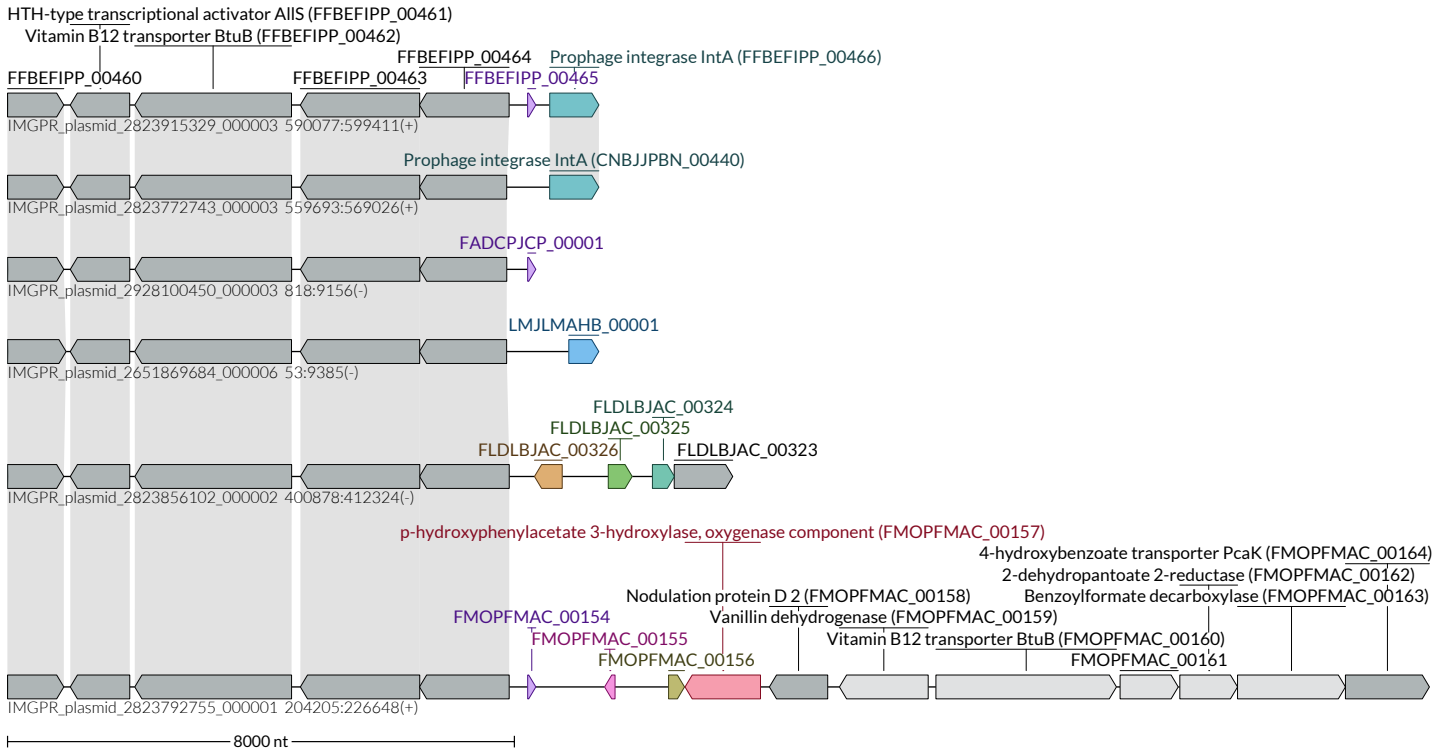 HTH-type transcriptional activator AllS (FFBEFIPP_00461)
Vitamin B12 transporter BtuB (FFBEFIPP_00462)
FFBEFIPP_00464 Prophage integrase IntA (FFBEFIPP_00466)
FFBEFIPP_00460 FFBEFIPP_00463 FFBEFIPP_00465
IMGPR_plasmid_2823915329_000003 590077:599411(+)
Prophage integrase IntA (CNBJJPBN_00440)
IMGPR_plasmid_2823772743_000003 559693:569026(+)
FADCPJCP_00001
IMGPR_plasmid_2928100450_000003 818:9156(-)
LMJLMAHB_00001
IMGPR_plasmid_2651869684_000006 53:9385(-)
FLDLBJAC_00324
FLDLBJAC_00325
FLDLBJAC_00326 FLDLBJAC_00323
IMGPR_plasmid_2823856102_000002 400878:412324(-)
p-hydroxyphenylacetate 3-hydroxylase, oxygenase component (FMOPFMAC_00157)
4-hydroxybenzoate transporter PcaK (FMOPFMAC_00164)
2-dehydropantoate 2-reductase (FMOPFMAC_00162)
Nodulation protein D 2 (FMOPFMAC_00158) Benzoylformate decarboxylase (FMOPFMAC_00163)
FMOPFMAC_00154 Vanillin dehydrogenase (FMOPFMAC_00159)
FMOPFMAC_00155 Vitamin B12 transporter BtuB (FMOPFMAC_00160)
FMOPFMAC_00156 FMOPFMAC_00161
IMGPR_plasmid_2823792755_000001 204205:226648(+)
8000 nt